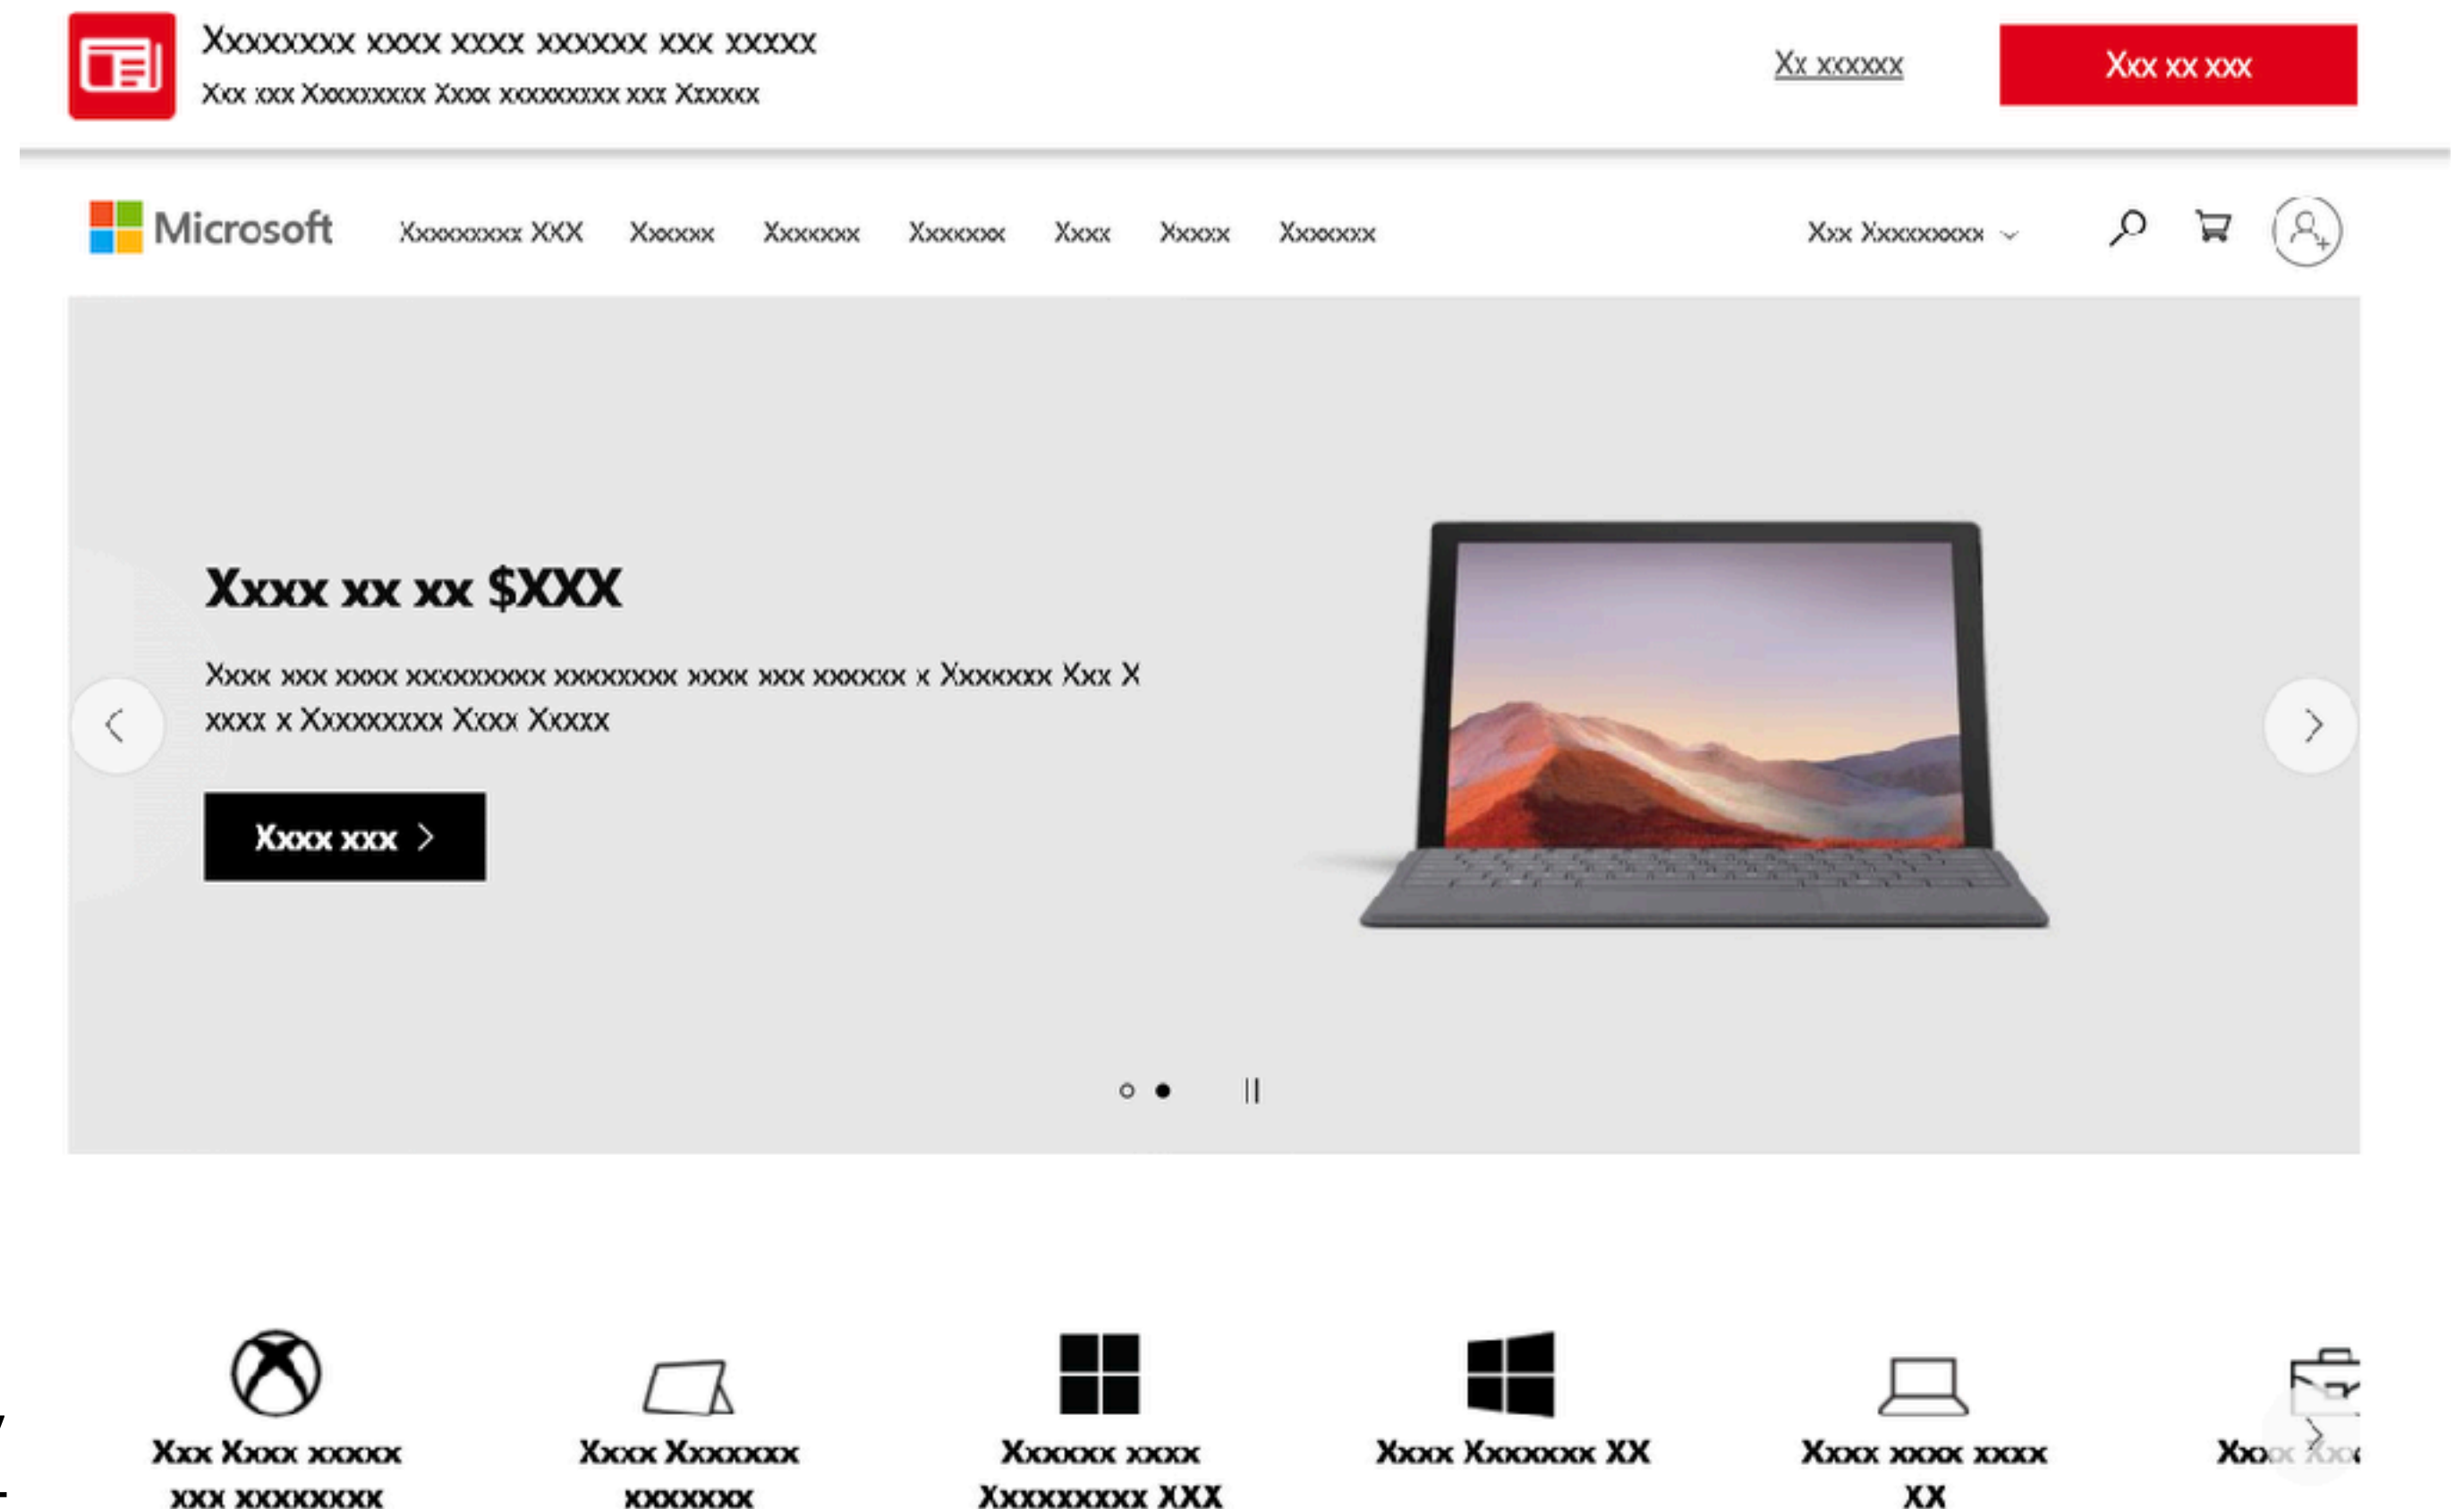 Xxxxxxxx xxxx xxxx xxxxxx xxx xxxxx
Xxx xxx Xxxxxxxxx Xxxx xxxxxxxxx xxx Xxxxxx
Xx xxxxxx
Xxx xx xxx
Microsoft
Xxxxxxxxx XXX
Xxxxxx
Xxxxxxx
Xxxxxxx
Xxxx
Xxxxx
Xxxxxxx
Xxx Xxxxxxxxx
Xxxx xx xx $XXX
Xxxx xxx xxxx xxxxxxxxx xxxxxxxx xxxx xxx xxxxxx x Xxxxxxx Xxx X
xxxx x Xxxxxxxxx Xxxx Xxxxx
Xxxx xxx
Xxx Xxxx xxxxx
xxx xxxxxxxx
Xxxx Xxxxxxx
xxxxxxx
Xxxxxx xxxx
Xxxxxxxxx XXX
Xxxx Xxxxxxx XX
Xxxx xxxx xxxx
XX